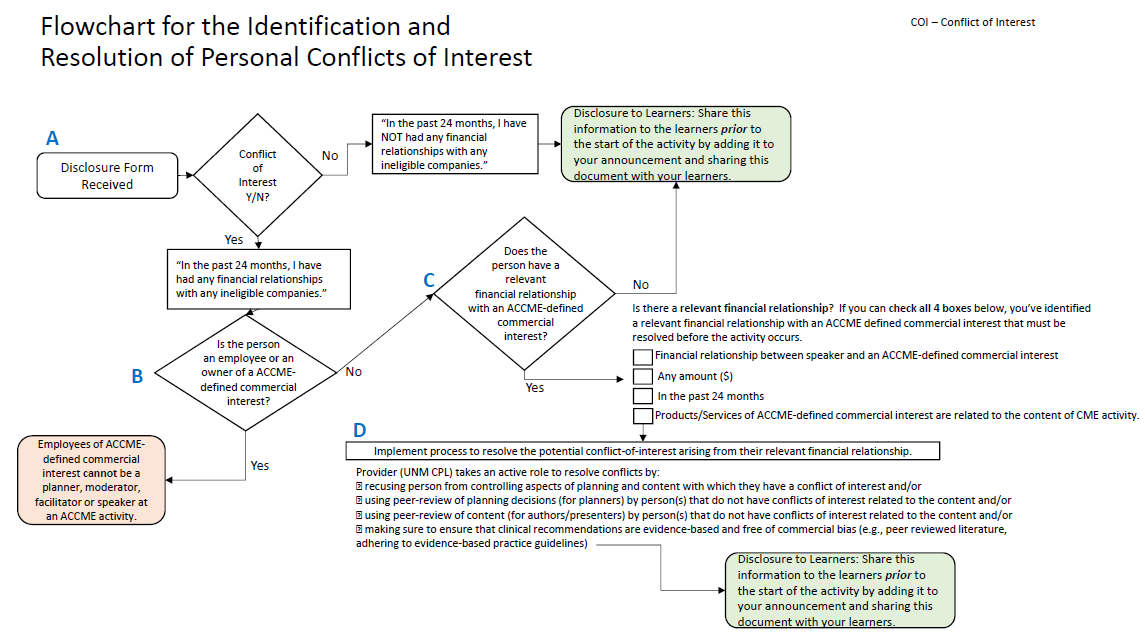 Flowchart for the Identification and
Resolution of Personal Conflicts of Interest
COI – Conflict of Interest
A
Disclosure Form
Received
Conflict
of
Interest
Y/N?
No
"In the past 24 months, I have
NOT had any financial
relationships with any
ineligible companies."
Disclosure to Learners: Share this
information to the learners prior to
the start of the activity by adding it to
your announcement and sharing this
document with your learners.
Yes
"In the past 24 months, I have
had any financial relationships
with any ineligible companies."
B
Is the person
an employee or an
owner of a ACCME-
defined commercial
interest?
No
Yes
Employees of ACCME-
defined commercial
interest cannot be a
planner, moderator,
facilitator or speaker at
an ACCME activity.
C
Does the
person have a
relevant
financial relationship
with an ACCME-defined
commercial
interest?
No
Yes
Is there a relevant financial relationship? If you can check all 4 boxes below, you've identified
a relevant financial relationship with an ACCME defined commercial interest that must be
resolved before the activity occurs.
Financial relationship between speaker and an ACCME-defined commercial interest
Any amount ($)
In the past 24 months
Products/Services of ACCME-defined commercial interest are related to the content of CME activity.
D
Implement process to resolve the potential conflict-of-interest arising from their relevant financial relationship.
Provider (UNM CPL) takes an active role to resolve conflicts by:
recusing person from controlling aspects of planning and content with which they have a conflict of interest and/or
using peer-review of planning decisions (for planners) by person(s) that do not have conflicts of interest related to the content and/or
using peer-review of content (for authors/presenters) by person(s) that do not have conflicts of interest related to the content and/or
making sure to ensure that clinical recommendations are evidence-based and free of commercial bias (e.g., peer reviewed literature,
adhering to evidence-based practice guidelines)
Disclosure to Learners: Share this
information to the learners prior to
the start of the activity by adding it to
your announcement and sharing this
document with your learners.